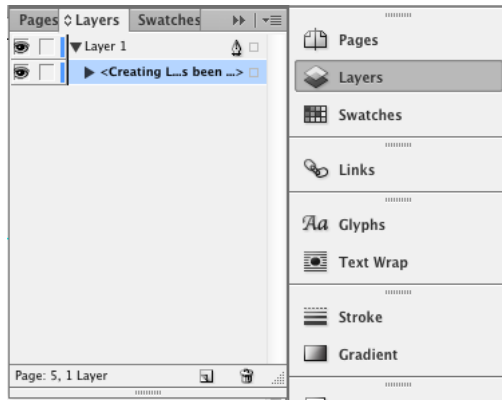 Pages Layers Swatches
Layer 1
<Creating L...s been ...>
Page: 5, 1 Layer
Pages
Layers
Swatches
Links
Aa Glyphs
Text Wrap
Stroke
Gradient